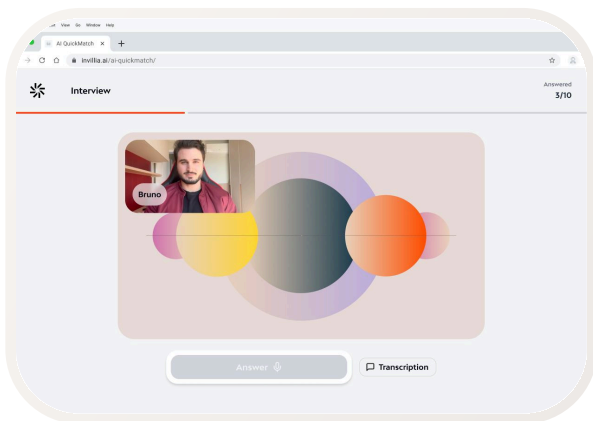 View Go Window Help
AI QuickMatch × +
invillia.ai/ai-quickmatch/
Interview
Answered
3/10
Bruno
Answer
Transcription